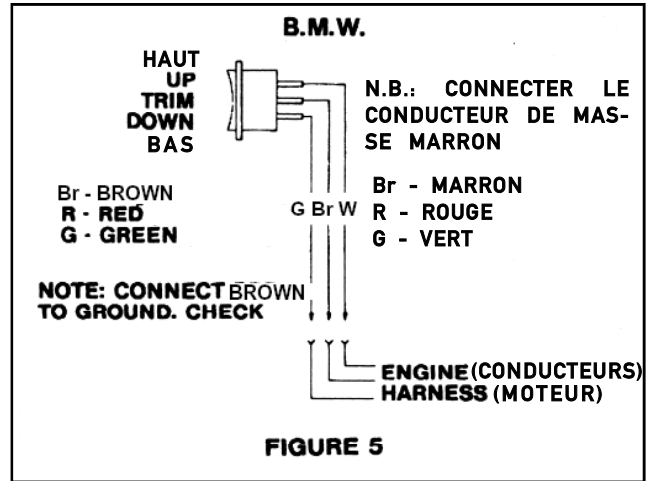 B.M.W.
HAUT
UP
TRIM
DOWN
BAS
N.B.: CONNECTER LE
CONDUCTEUR DE MAS-
SE MARRON
Br - BROWN
R - RED
G - GREEN
G Br W
Br - MARRON
R - ROUGE
G - VERT
NOTE: CONNECT BROWN
TO GROUND. CHECK
ENGINE (CONDUCTEURS)
HARNESS (MOTEUR)
FIGURE 5